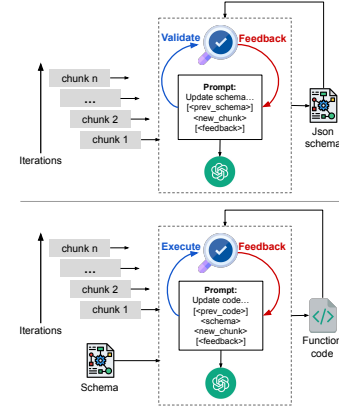 Validate
Feedback
chunk n
...
chunk 2
chunk 1
Iterations
Prompt:
Update schema...
[<prev_schema>]
<new_chunk>
[<feedback>]
Json
schema
Execute
Feedback
chunk n
...
chunk 2
chunk 1
Iterations
Prompt:
Update code...
[<prev_code>]
<schema>
<new_chunk>
[<feedback>]
</>
Function
code
Schema